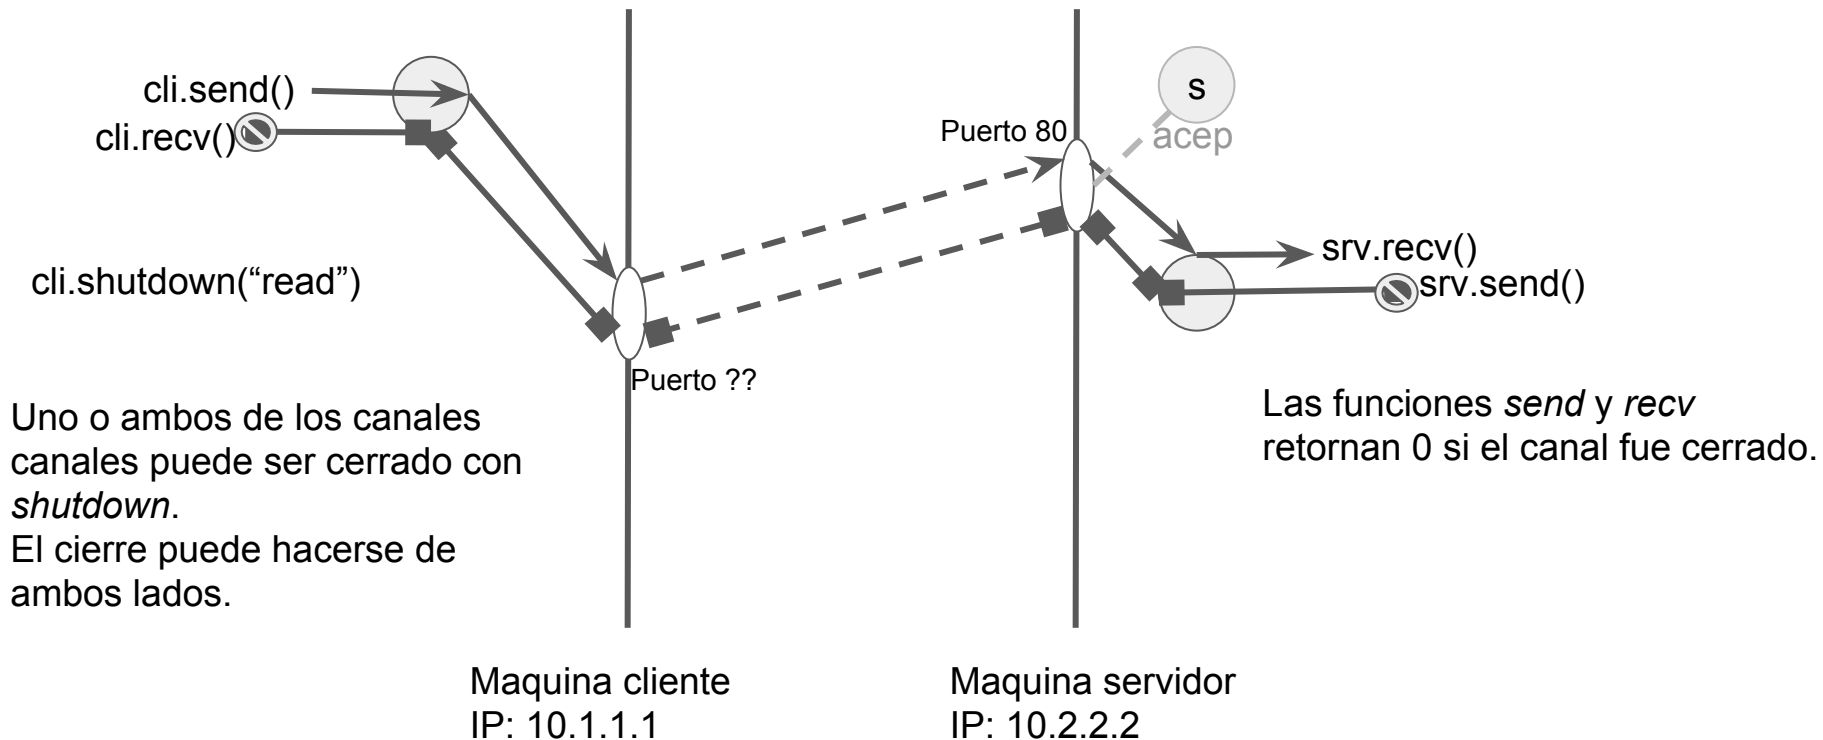 cli.send()
cli.recv()
cli.shutdown(“read”)
Uno o ambos de los canales
canales puede ser cerrado con
shutdown.
El cierre puede hacerse de
ambos lados.
Puerto ??
Puerto 80
s
acep
srv.recv()
srv.send()
Las funciones send y recv
retornan 0 si el canal fue cerrado.
Maquina cliente
IP: 10.1.1.1
Maquina servidor
IP: 10.2.2.2